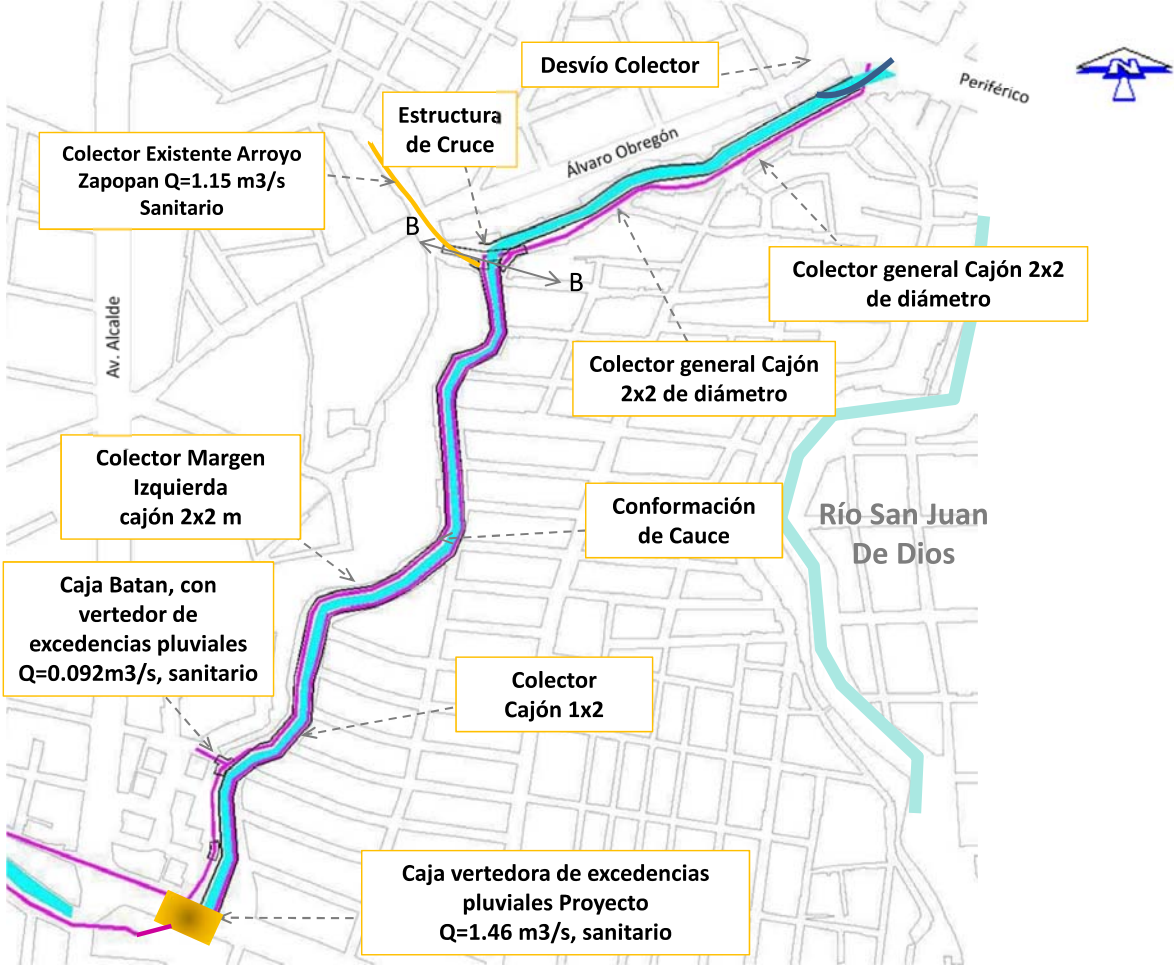 Desvío Colector
N
Periférico
Estructura
de Cruce
Álvaro Obregón
Colector Existente Arroyo
Zapopan Q=1.15 m3/s
Sanitario
B
B
Colector general Cajón 2x2
de diámetro
Av. Alcalde
Colector general Cajón
2x2 de diámetro
Colector Margen
Izquierda
cajón 2x2 m
Conformación
de Cauce
Río San Juan
De Dios
Caja Batan, con
vertedor de
excedencias pluviales
Q=0.092m3/s, sanitario
Colector
Cajón 1x2
Caja vertedora de excedencias
pluviales Proyecto
Q=1.46 m3/s, sanitario